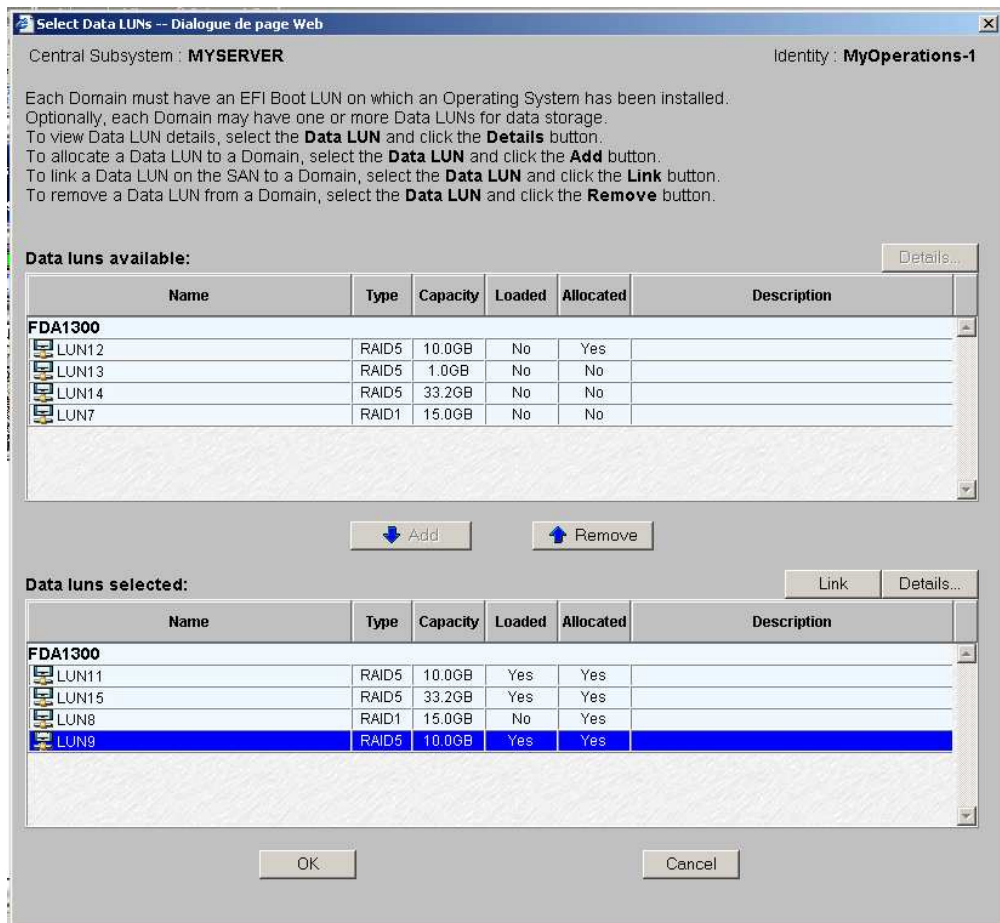 Select Data LUNs -- Dialogue de page Web
Central Subsystem : MYSERVER Identity : MyOperations-1
Each Domain must have an EFI Boot LUN on which an Operating System has been installed.
Optionally, each Domain may have one or more Data LUNs for data storage.
To view Data LUN details, select the Data LUN and click the Details button.
To allocate a Data LUN to a Domain, select the Data LUN and click the Add button.
To link a Data LUN on the SAN to a Domain, select the Data LUN and click the Link button.
To remove a Data LUN from a Domain, select the Data LUN and click the Remove button.
Data luns available: Details...
Name Type Capacity Loaded Allocated Description
FDA1300
LUN12 RAID5 10.0GB No Yes
LUN13 RAID5 1.0GB No No
LUN14 RAID5 33.2GB No No
LUN7 RAID1 15.0GB No No
Add Remove
Data luns selected: Link Details...
Name Type Capacity Loaded Allocated Description
FDA1300
LUN11 RAID5 10.0GB Yes Yes
LUN15 RAID5 33.2GB Yes Yes
LUN8 RAID1 15.0GB No Yes
LUN9 RAID5 10.0GB Yes Yes
OK Cancel